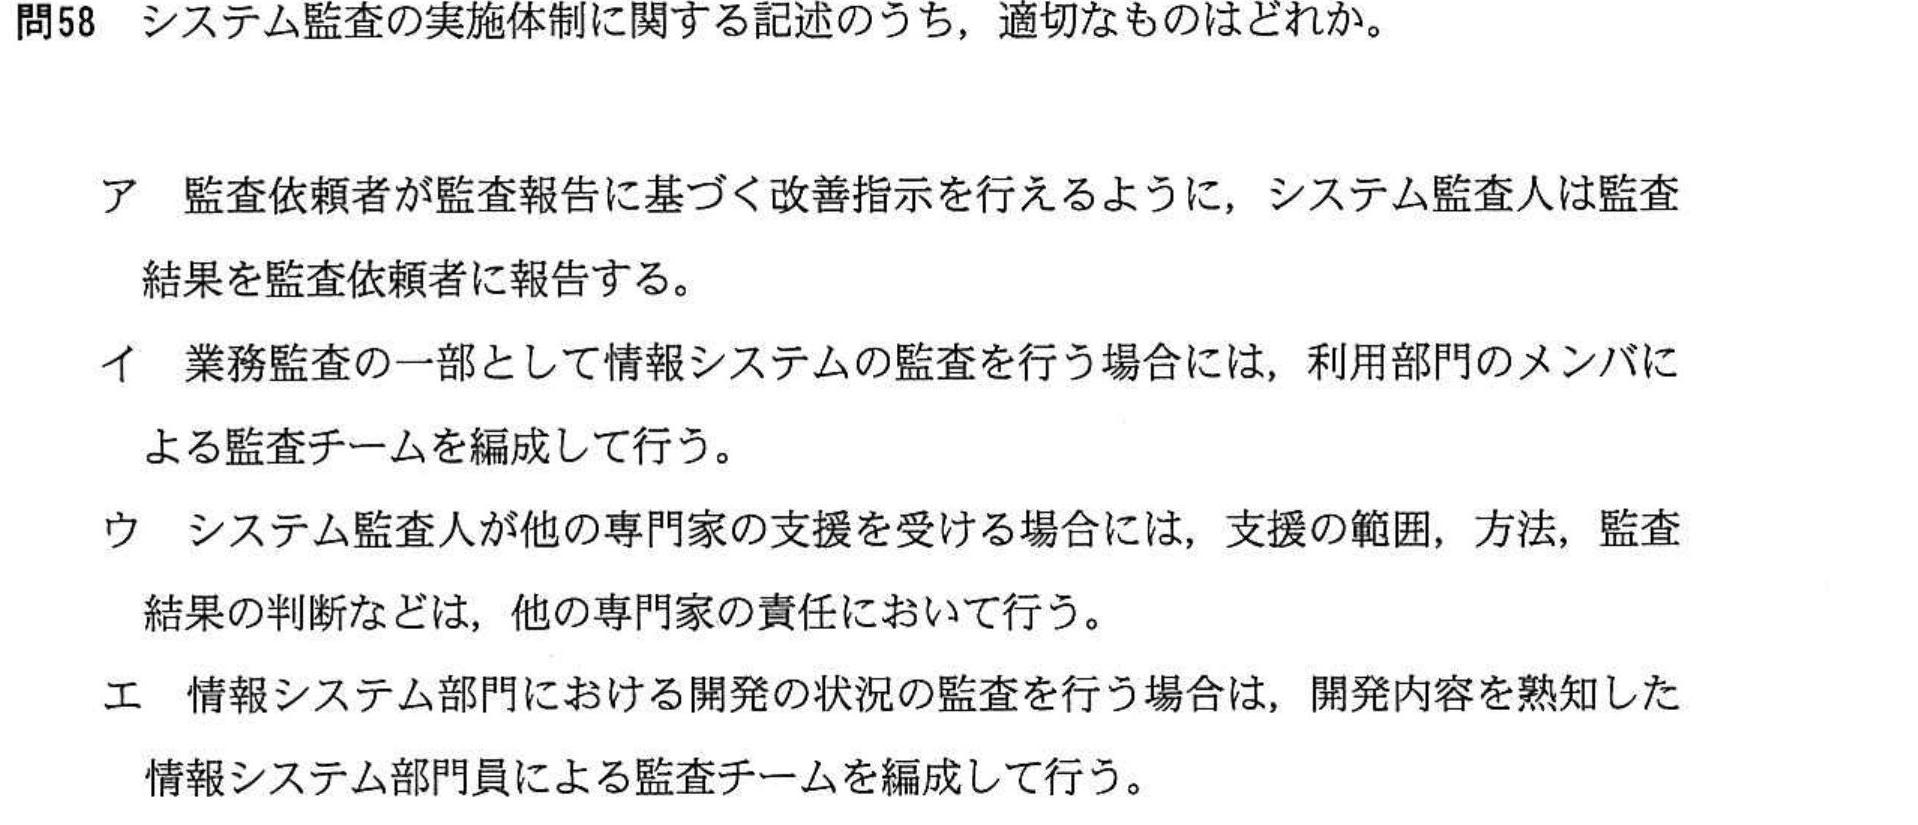 問58　システム監査の実施体制に関する記述のうち，適切なものはどれか。
ア　監査依頼者が監査報告に基づく改善指示を行えるように，システム監査人は監査
結果を監査依頼者に報告する。
イ　業務監査の一部として情報システムの監査を行う場合には，利用部門のメンバに
よる監査チームを編成して行う。
ウ　システム監査人が他の専門家の支援を受ける場合には，支援の範囲，方法，監査
結果の判断などは，他の専門家の責任において行う。
エ　情報システム部門における開発の状況の監査を行う場合は，開発内容を熟知した
情報システム部門員による監査チームを編成して行う。